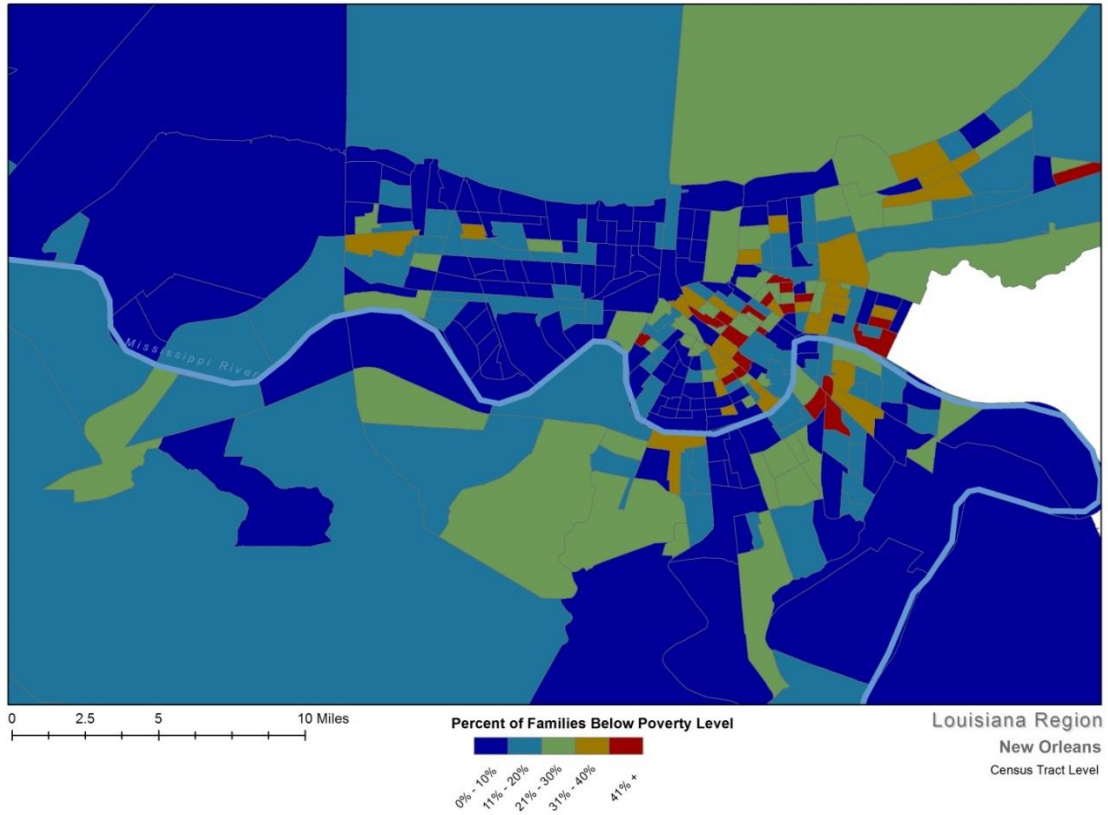 Mississippi River
0 2.5 5 10 Miles
Percent of Families Below Poverty Level
0% - 10%
11% - 20%
21% - 30%
31% - 40%
41% +
Louisiana Region
New Orleans
Census Tract Level